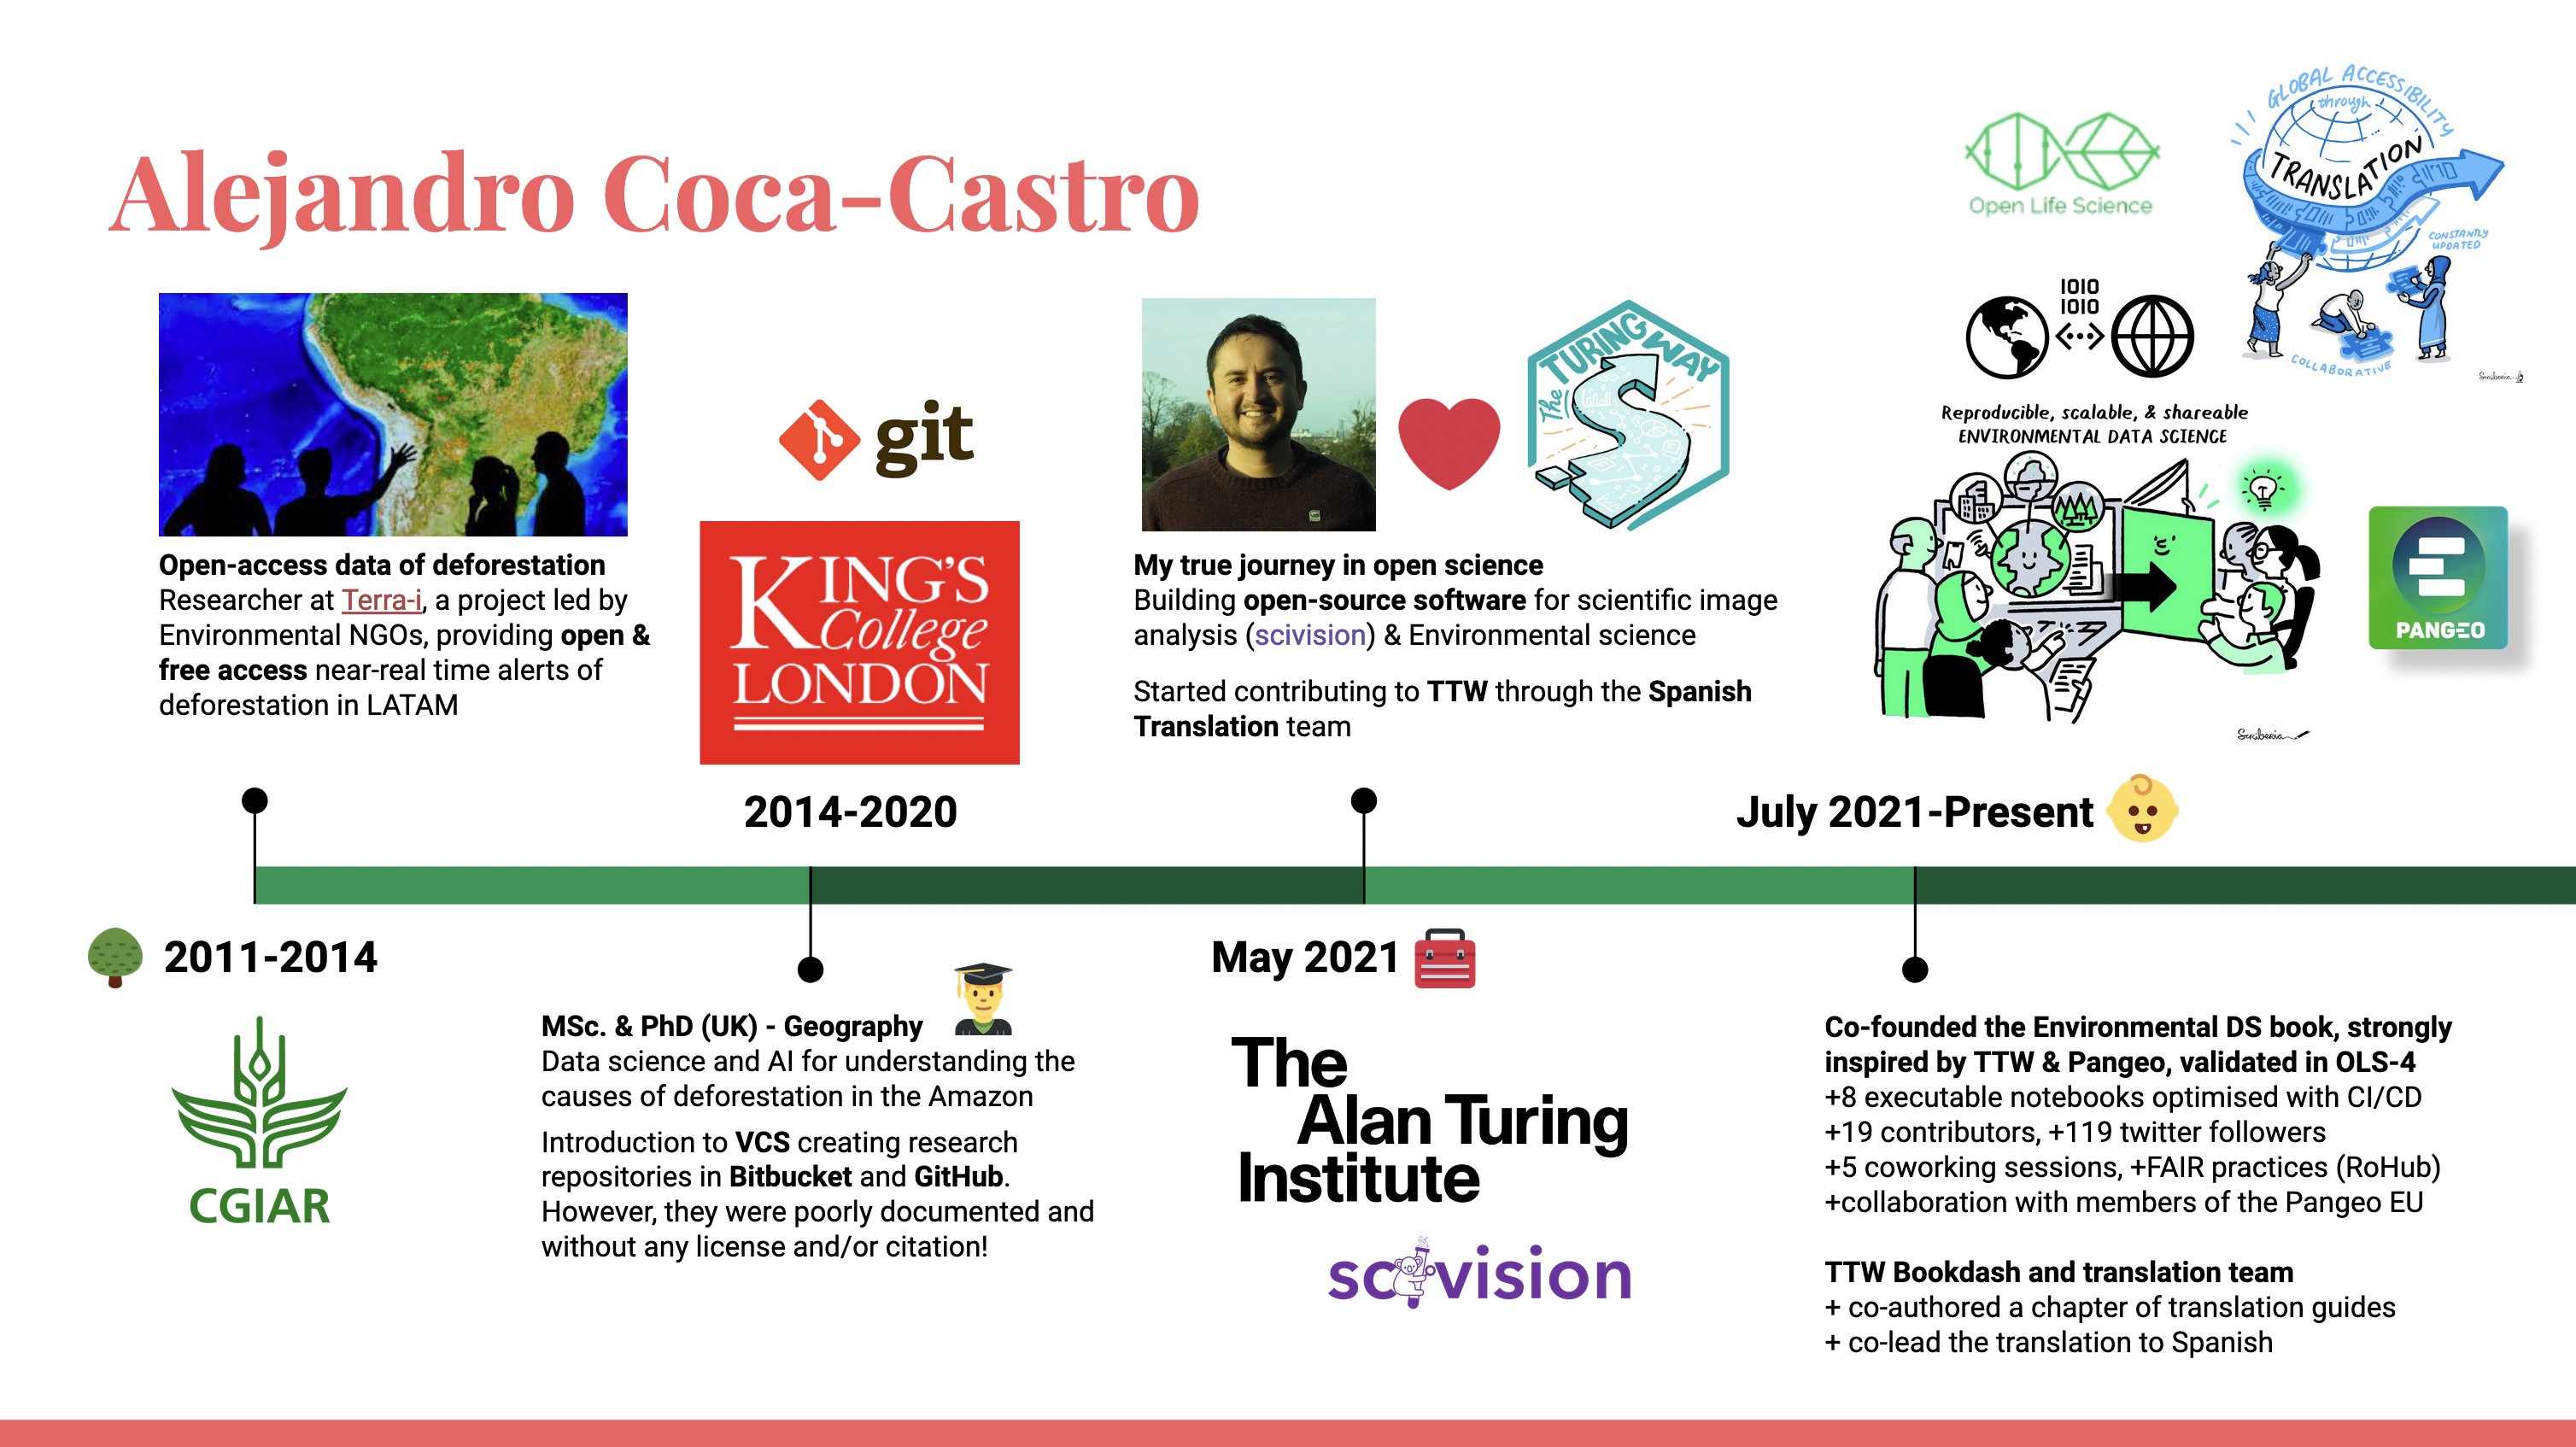 Alejandro Coca-Castro
Open Life Science
GLOBAL ACCESSIBILITY
through
TRANSLATION
CONSTANTLY
UPDATED
COLLABORATIVE
Scriberia
1010
1010
Reproducible, scalable, & shareable
ENVIRONMENTAL DATA SCIENCE
Scriberia
PANGEO
git
KING'S
College
LONDON
The TURING WAY
Open-access data of deforestation
Researcher at Terra-i, a project led by
Environmental NGOs, providing open &
free access near-real time alerts of
deforestation in LATAM
My true journey in open science
Building open-source software for scientific image
analysis (scivision) & Environmental science
Started contributing to TTW through the Spanish
Translation team
2014-2020
July 2021-Present
2011-2014
May 2021
CGIAR
MSc. & PhD (UK) - Geography
Data science and AI for understanding the
causes of deforestation in the Amazon
Introduction to VCS creating research
repositories in Bitbucket and GitHub.
However, they were poorly documented and
without any license and/or citation!
The
Alan Turing
Institute
scivision
Co-founded the Environmental DS book, strongly
inspired by TTW & Pangeo, validated in OLS-4
+8 executable notebooks optimised with CI/CD
+19 contributors, +119 twitter followers
+5 coworking sessions, +FAIR practices (RoHub)
+collaboration with members of the Pangeo EU
TTW Bookdash and translation team
+ co-authored a chapter of translation guides
+ co-lead the translation to Spanish